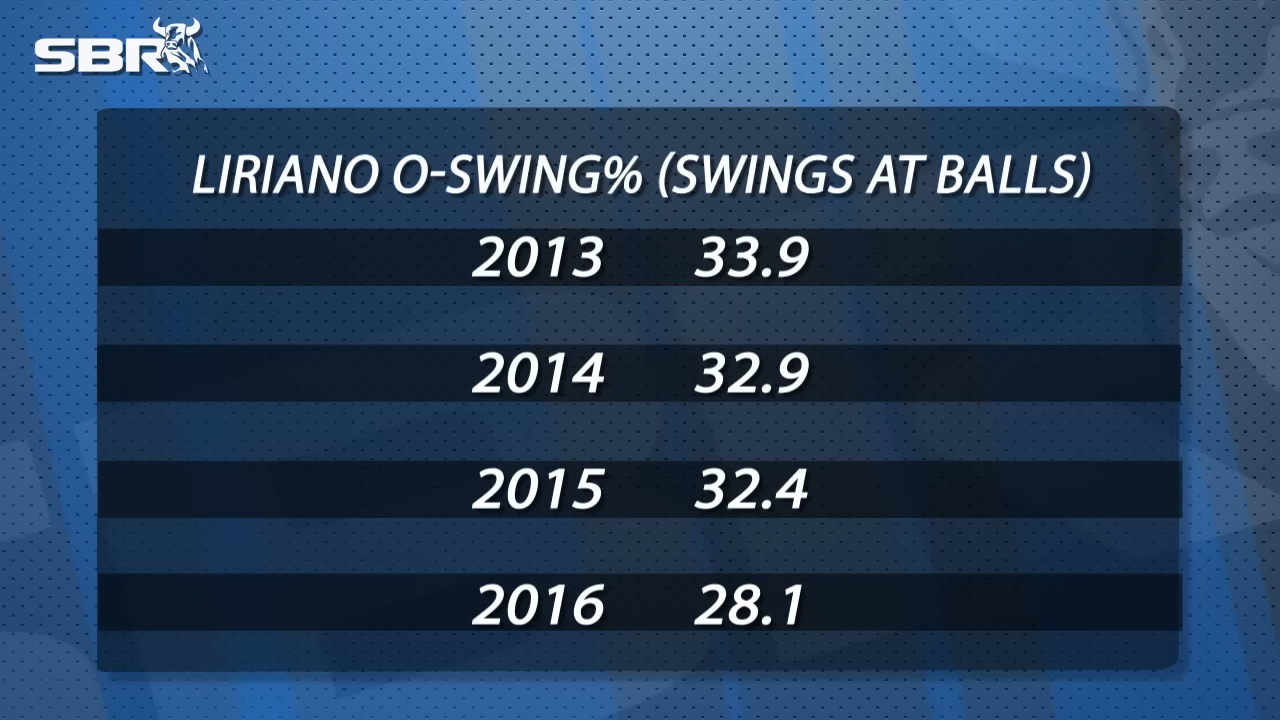 SBR
LIRIANO O-SWING% (SWINGS AT BALLS)
2013 33.9
2014 32.9
2015 32.4
2016 28.1